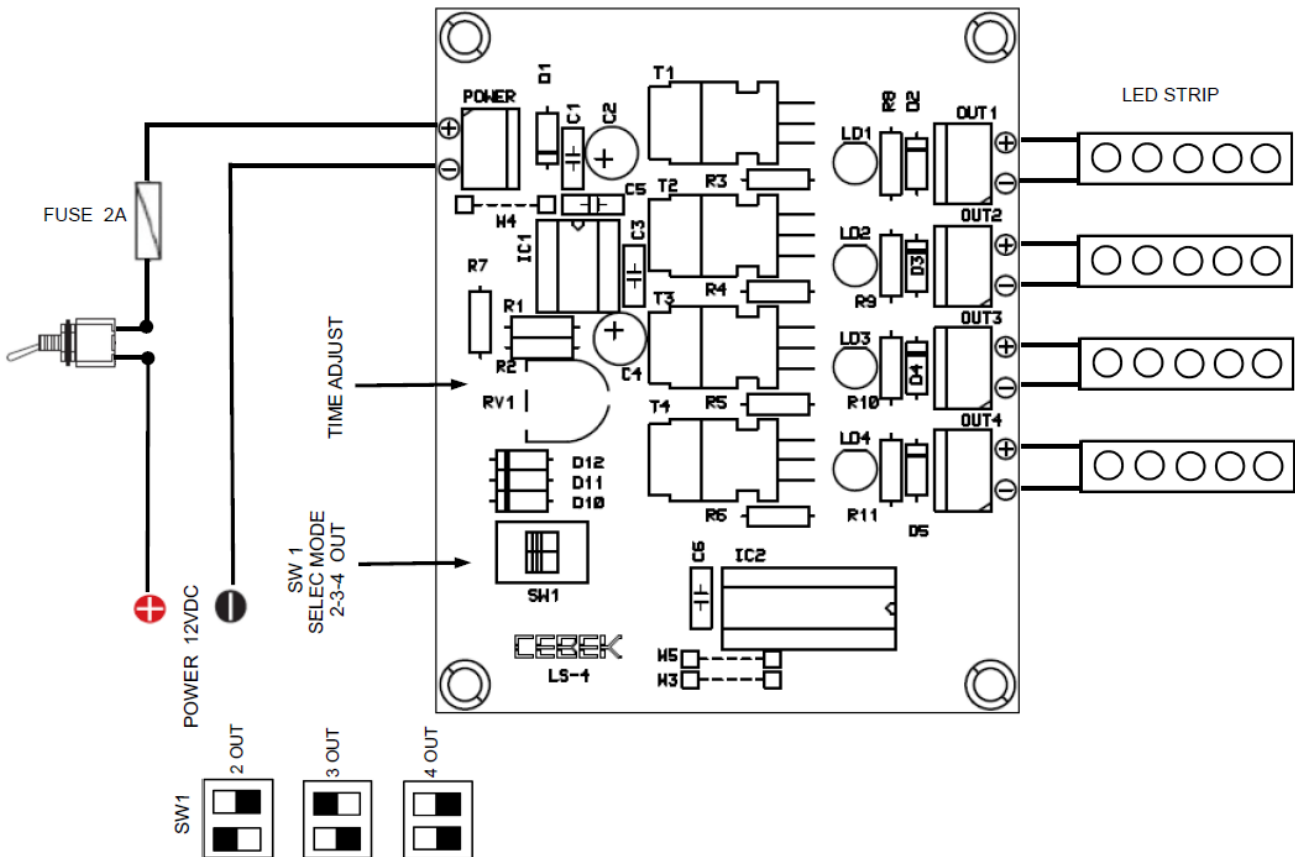 POWER
D1
C1
C2
T1
R8
D2
OUT1
LED STRIP
LD1
R3
FUSE 2A
W4
C5
T2
IC1
C3
LD2
D3
OUT2
R7
R4
R9
R1
T3
OUT3
R2
C4
LD3
D4
TIME ADJUST
RV1
R5
R10
T4
OUT4
D12
D11
D10
LD4
R6
R11
D5
SW 1
SELEC MODE
2-3-4 OUT
SW1
C6
IC2
CEBEK
LS-4
W5
W3
POWER 12VDC
SW1
2 OUT
3 OUT
4 OUT